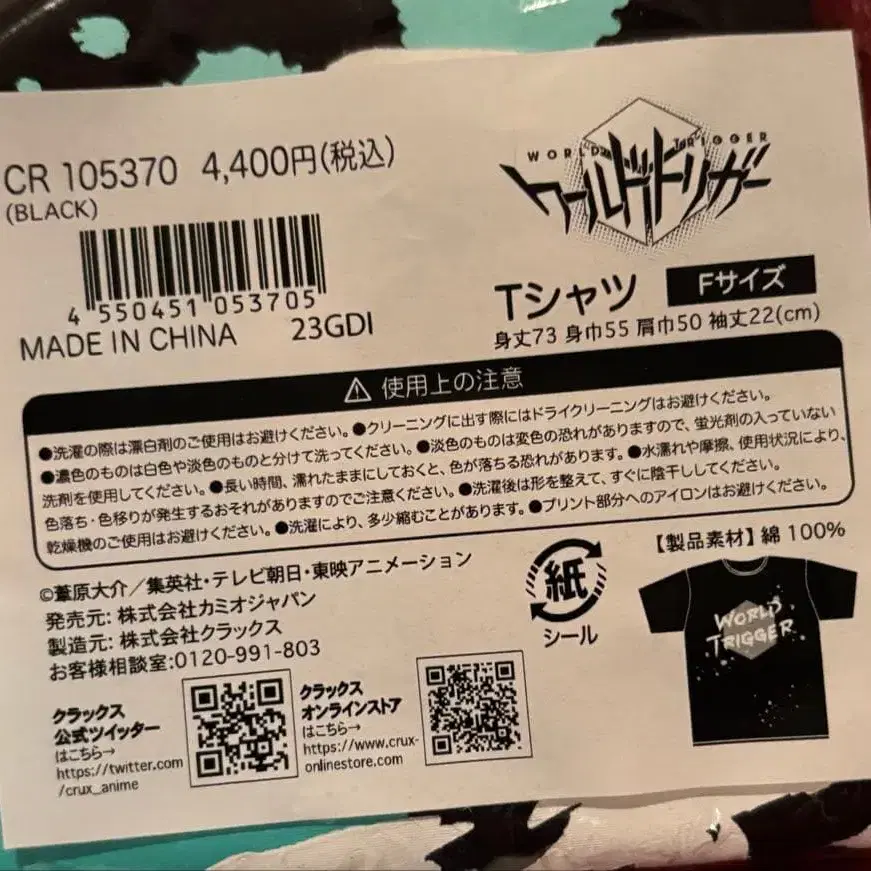 CR 105370 4,400円(税込)
(BLACK)
4 550451 053705
MADE IN CHINA 23GDI
WORLD TRIGGER
ワールドトリガー
Tシャツ Fサイズ
身丈73 身巾55 肩巾50 袖丈22(cm)
⚠ 使用上の注意
●洗濯の際は漂白剤のご使用はお避けください。●クリーニングに出す際にはドライクリーニングはお避けください。
●濃色のものは白色や淡色のものと分けて洗ってください。●淡色のものは変色の恐れがありますので、蛍光剤の入っていない
洗剤を使用してください。●長い時間、濡れたままにしておくと、色が落ちる恐れがあります。●水濡れや摩擦、使用状況により、
色落ち・色移りが発生するおそれがありますのでご注意ください。●洗濯後は形を整えて、すぐに陰干ししてください。
乾燥機のご使用はお避けください。●洗濯により、多少縮むことがあります。●プリント部分へのアイロンはお避けください。
©葦原大介／集英社・テレビ朝日・東映アニメーション
発売元: 株式会社カミオジャパン
製造元: 株式会社クラックス
お客様相談室:0120-991-803
紙
シール
【製品素材】綿 100%
WORLD
TRIGGER
クラックス
公式ツイッター
はこちら→
https://twitter.com
/crux_anime
クラックス
オンラインストア
はこちら→
https://www.crux-
onlinestore.com